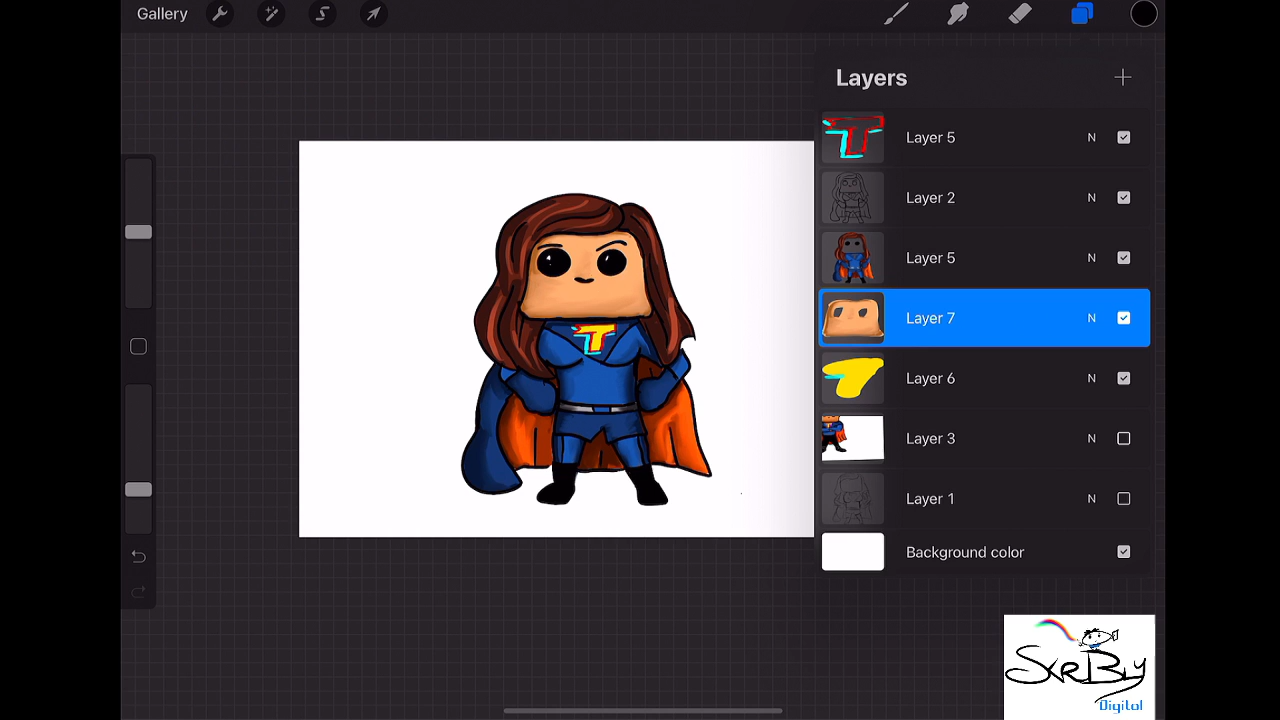 Gallery
Layers
Layer 5 N
Layer 2 N
Layer 5 N
Layer 7 N
Layer 6 N
Layer 3 N
Layer 1 N
Background color
T
SkrBly
Digital